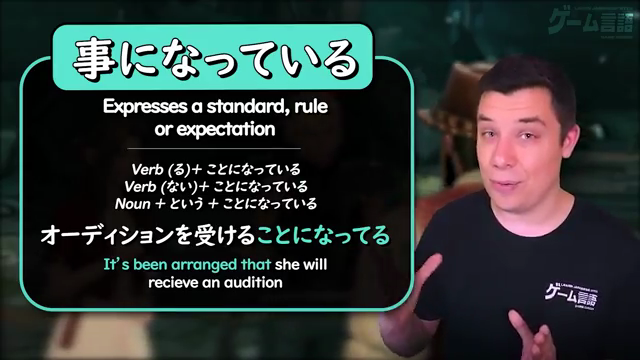 事になっている
Expresses a standard, rule
or expectation
Verb (る)+ ことになっている
Verb (ない)+ ことになっている
Noun + という + ことになっている
オーディションを受けることになってる
It's been arranged that she will
recieve an audition
ゲーム言語
ゲーム言語